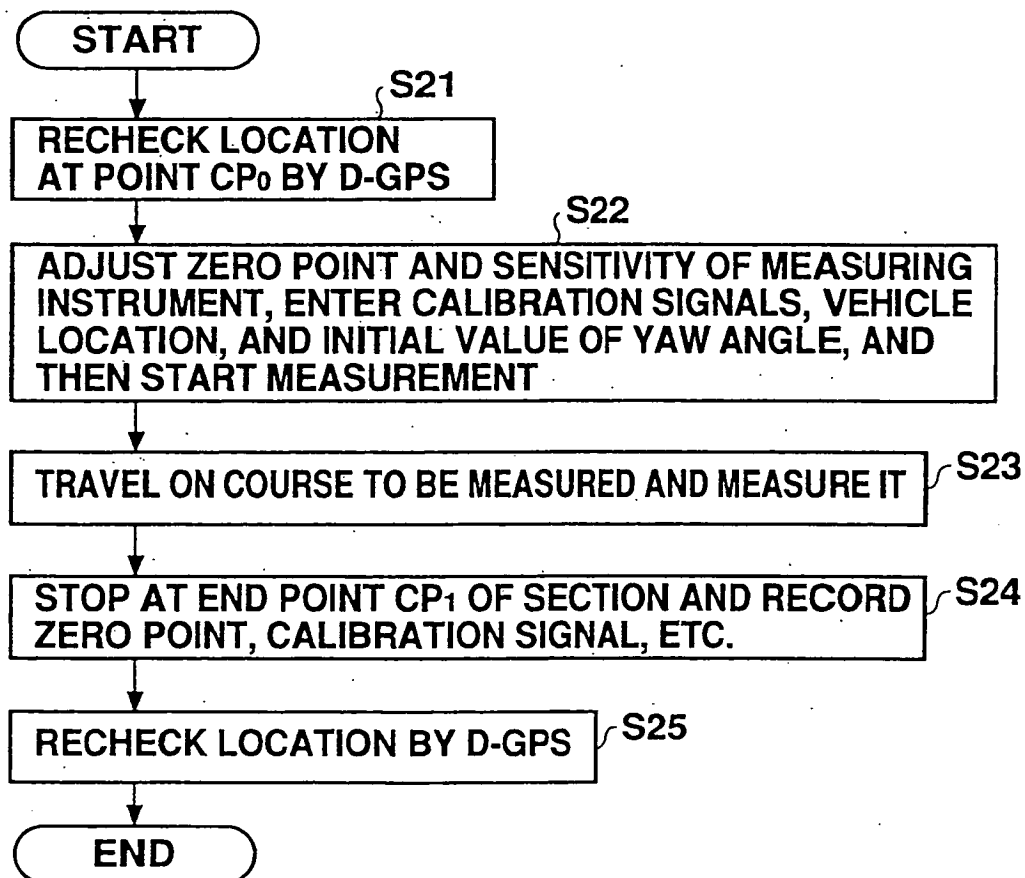 START
S21
RECHECK LOCATION
AT POINT CP0 BY D-GPS
S22
ADJUST ZERO POINT AND SENSITIVITY OF MEASURING
INSTRUMENT, ENTER CALIBRATION SIGNALS, VEHICLE
LOCATION, AND INITIAL VALUE OF YAW ANGLE, AND
THEN START MEASUREMENT
TRAVEL ON COURSE TO BE MEASURED AND MEASURE IT
S23
STOP AT END POINT CP1 OF SECTION AND RECORD
ZERO POINT, CALIBRATION SIGNAL, ETC.
S24
RECHECK LOCATION BY D-GPS
S25
END